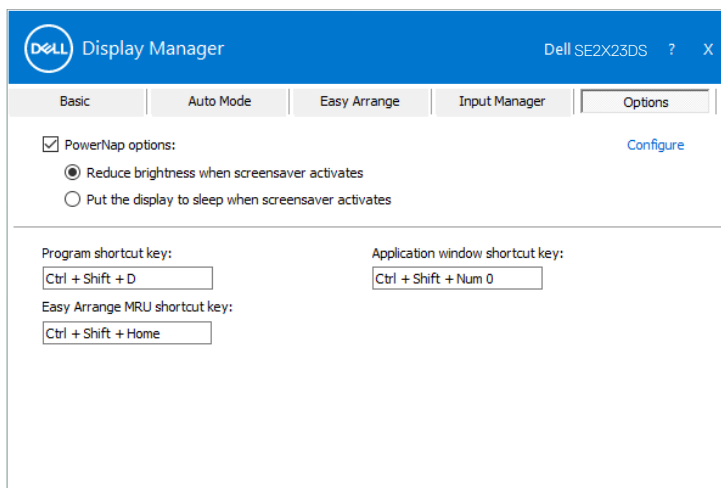 DELL Display Manager Dell SE2X23DS ? X
Basic Auto Mode Easy Arrange Input Manager Options
PowerNap options: Configure
Reduce brightness when screensaver activates
Put the display to sleep when screensaver activates
Program shortcut key: Application window shortcut key:
Ctrl + Shift + D Ctrl + Shift + Num 0
Easy Arrange MRU shortcut key:
Ctrl + Shift + Home